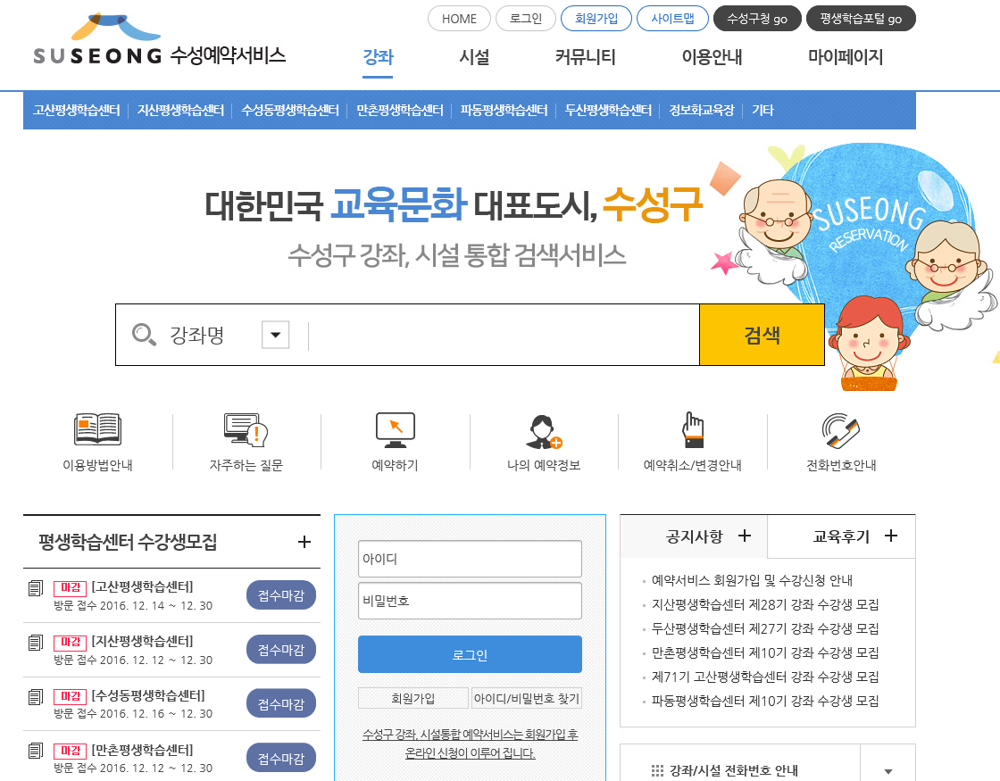 HOME 로그인 회원가입 사이트맵 수성구청 go 평생학습포털 go
SUSEONG 수성예약서비스
강좌 시설 커뮤니티 이용안내 마이페이지
고산평생학습센터 지산평생학습센터 수성동평생학습센터 만촌평생학습센터 파동평생학습센터 두산평생학습센터 정보화교육장 기타
대한민국 교육문화 대표도시, 수성구
수성구 강좌, 시설 통합 검색서비스
SUSEONG
RESERVATION
강좌명
검색
이용방법안내 자주하는 질문 예약하기 나의 예약정보 예약취소/변경안내 전화번호안내
평생학습센터 수강생모집
마감 [고산평생학습센터]
방문 접수 2016. 12. 14 ~ 12. 30
접수마감
마감 [지산평생학습센터]
방문 접수 2016. 12. 12 ~ 12. 30
접수마감
마감 [수성동평생학습센터]
방문 접수 2016. 12. 16 ~ 12. 30
접수마감
마감 [만촌평생학습센터]
방문 접수 2016. 12. 12 ~ 12. 30
접수마감
아이디
비밀번호
로그인
회원가입 아이디/비밀번호 찾기
수성구 강좌, 시설통합 예약서비스는 회원가입 후
온라인 신청이 이루어 집니다.
공지사항 교육후기
예약서비스 회원가입 및 수강신청 안내
지산평생학습센터 제28기 강좌 수강생 모집
두산평생학습센터 제27기 강좌 수강생 모집
만촌평생학습센터 제10기 강좌 수강생 모집
제71기 고산평생학습센터 강좌 수강생 모집
파동평생학습센터 제10기 강좌 수강생 모집
강좌/시설 전화번호 안내